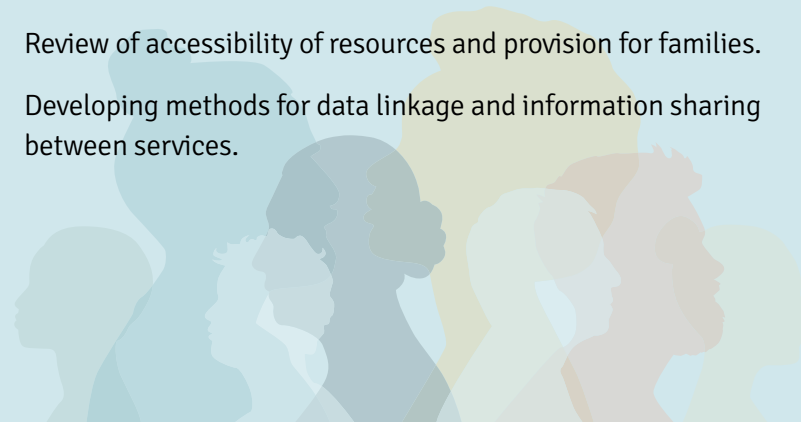 Review of accessibility of resources and provision for families.
Developing methods for data linkage and information sharing
between services.